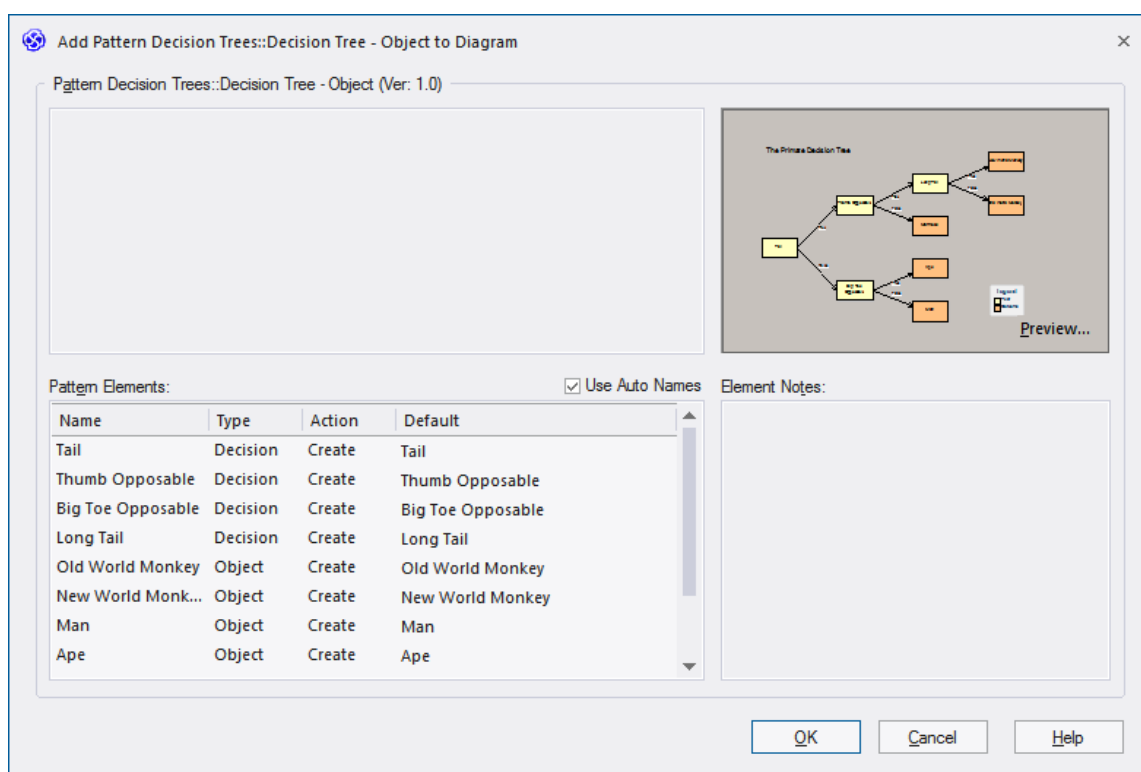 Add Pattern Decision Trees::Decision Tree - Object to Diagram
Pattern Decision Trees::Decision Tree - Object (Ver: 1.0)
The Primate Decision Tree
Legend
Preview...
Pattern Elements:
Use Auto Names
Element Notes:
Name Type Action Default
Tail Decision Create Tail
Thumb Opposable Decision Create Thumb Opposable
Big Toe Opposable Decision Create Big Toe Opposable
Long Tail Decision Create Long Tail
Old World Monkey Object Create Old World Monkey
New World Monk... Object Create New World Monkey
Man Object Create Man
Ape Object Create Ape
OK Cancel Help